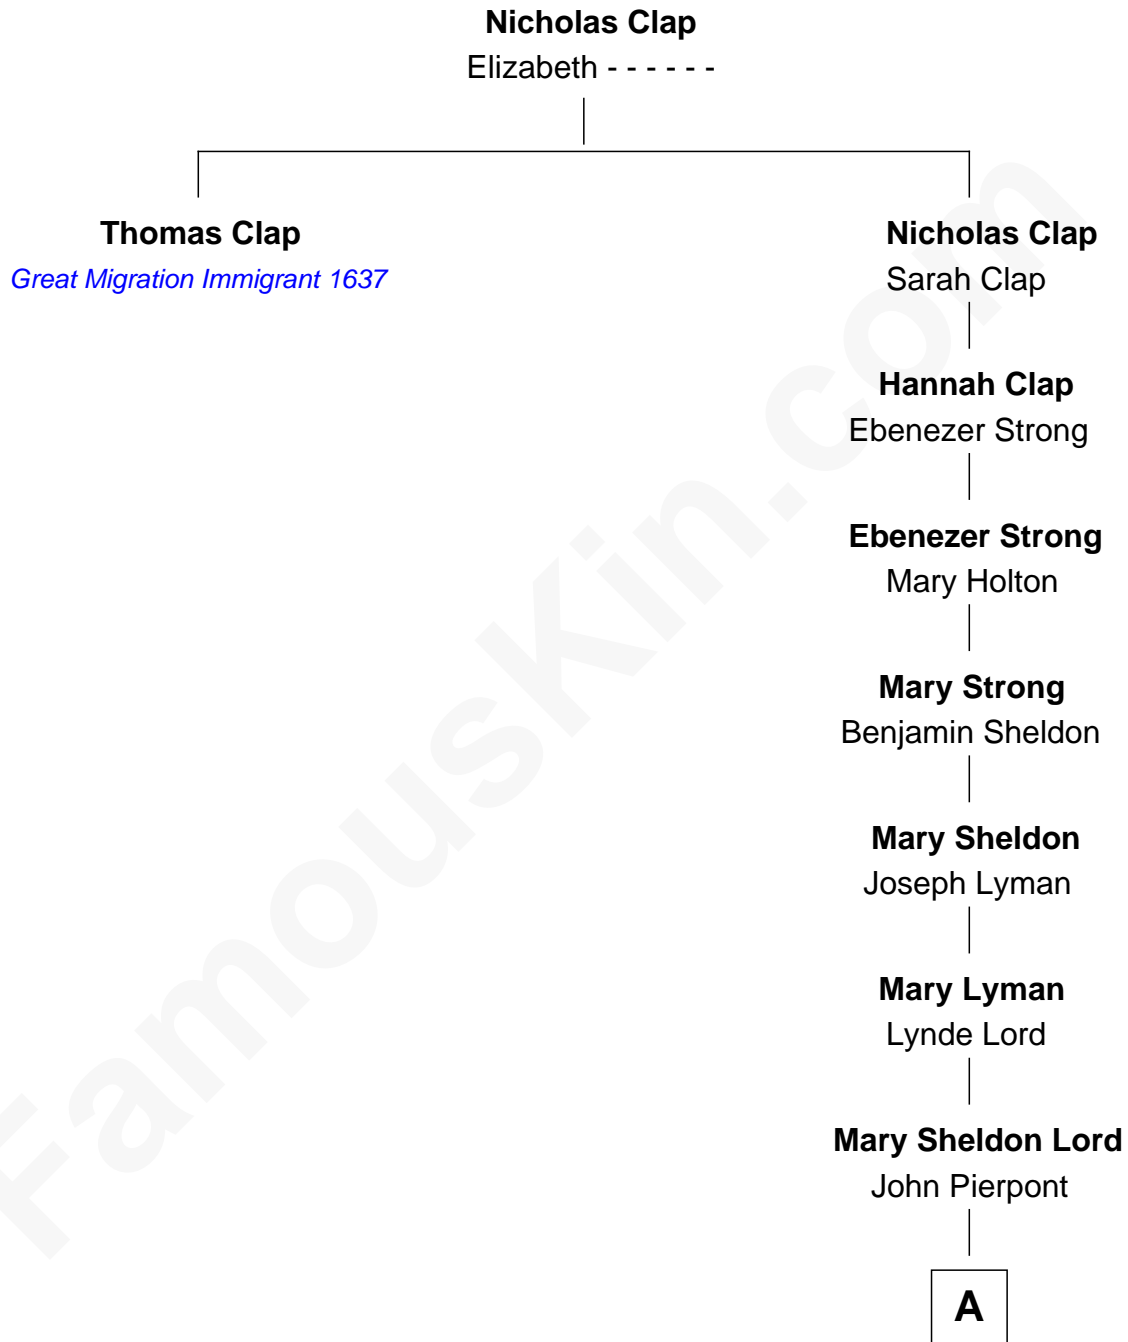 Nicholas Clap
Elizabeth - - - - - -
Thomas Clap
Great Migration Immigrant 1637
Nicholas Clap
Sarah Clap
Hannah Clap
Ebenezer Strong
Ebenezer Strong
Mary Holton
Mary Strong
Benjamin Sheldon
Mary Sheldon
Joseph Lyman
Mary Lyman
Lynde Lord
Mary Sheldon Lord
John Pierpont
A
FamousKin.com